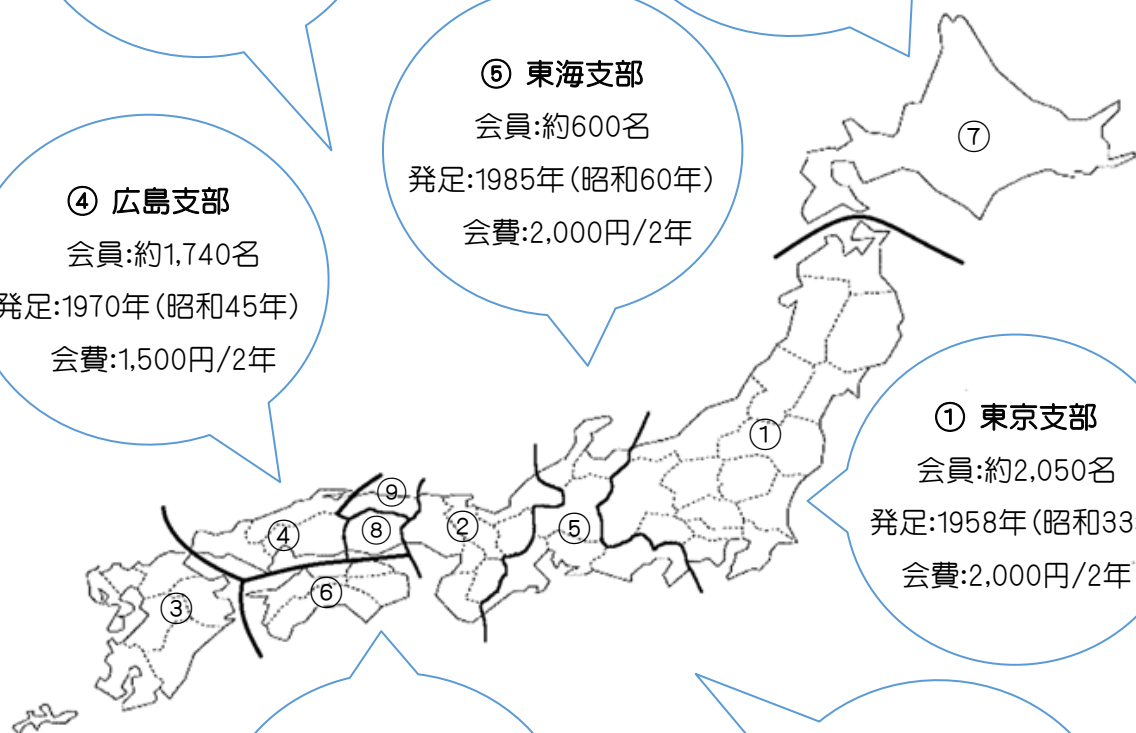 ⑤ 東海支部
会員:約600名
発足:1985年(昭和60年)
会費:2,000円/2年
④ 広島支部
会員:約1,740名
発足:1970年(昭和45年)
会費:1,500円/2年
① 東京支部
会員:約2,050名
発足:1958年(昭和33
会費:2,000円/2年
⑦
①
⑨
②
⑤
④
⑧
⑥
③